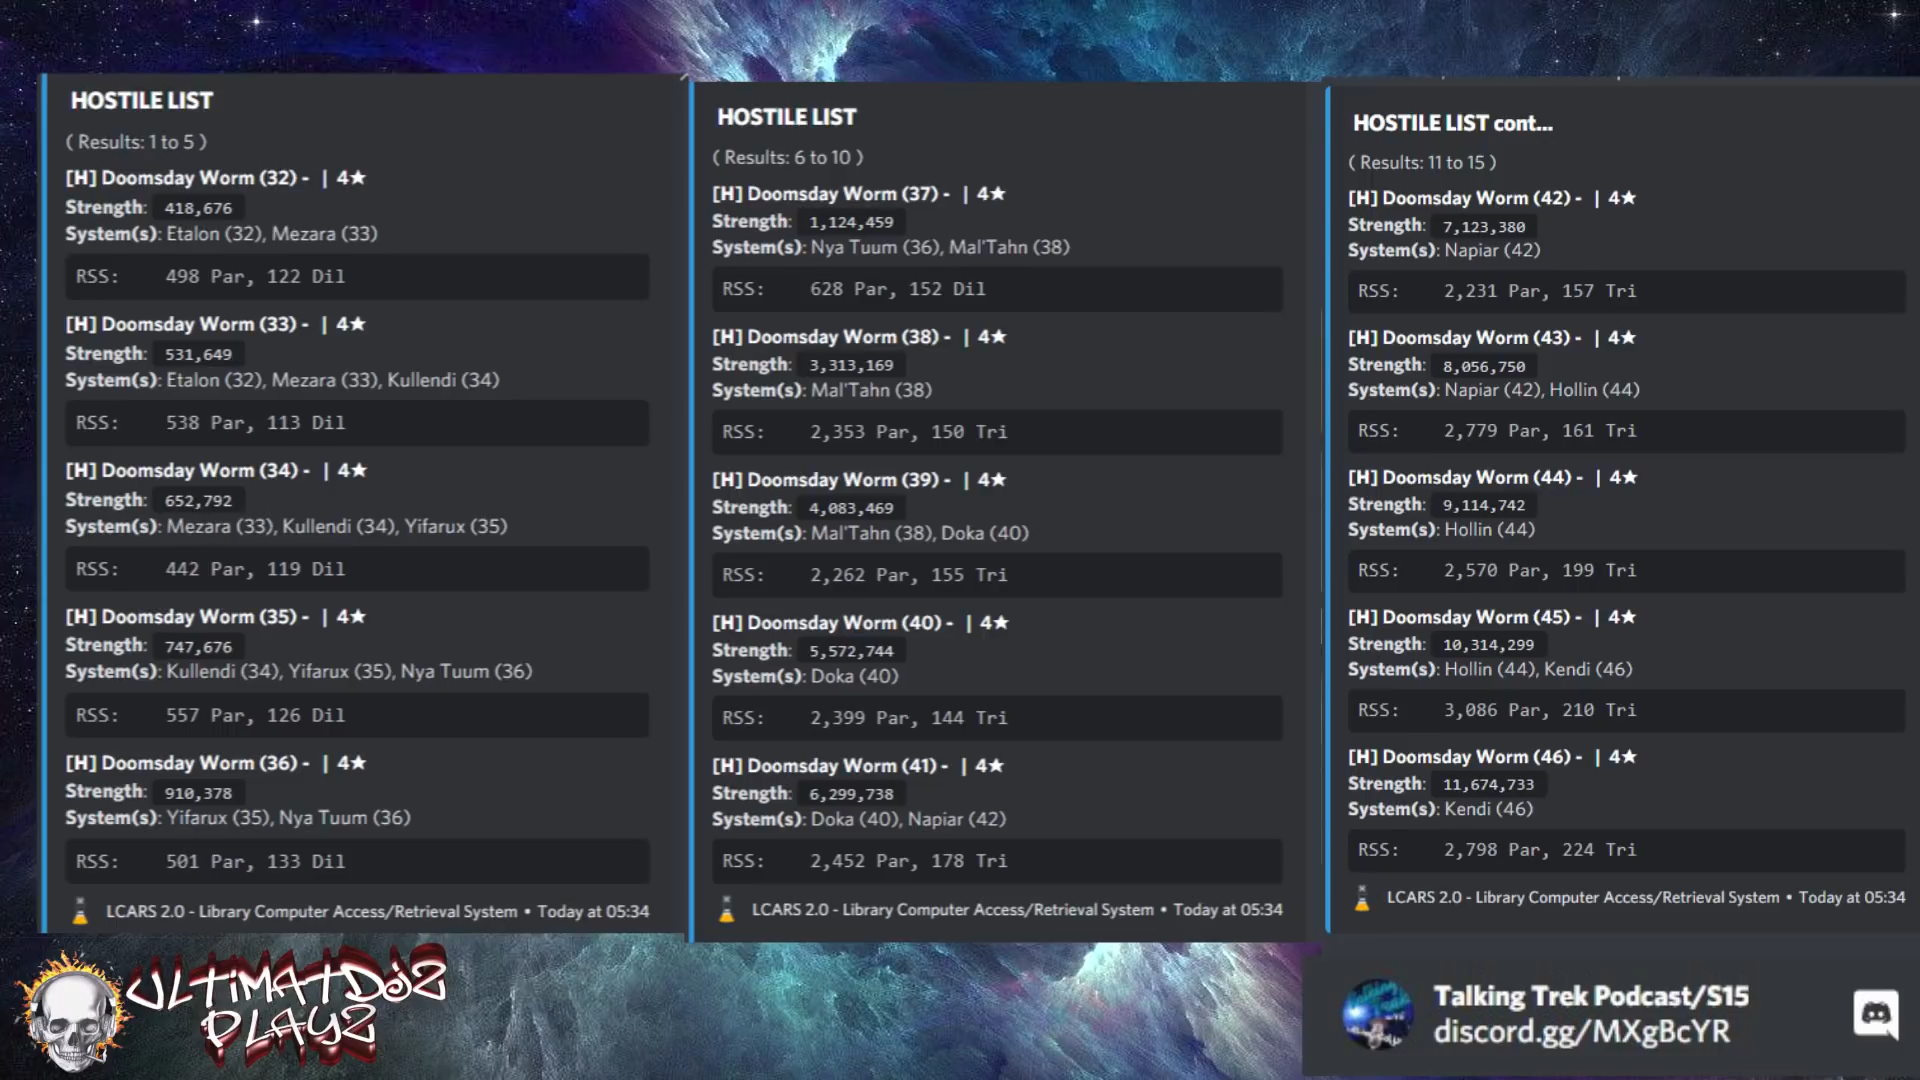 HOSTILE LIST
( Results: 1 to 5 )
[H] Doomsday Worm (32) - | 4★
Strength: 418,676
System(s): Etalon (32), Mezara (33)
RSS: 498 Par, 122 Dil
[H] Doomsday Worm (33) - | 4★
Strength: 531,649
System(s): Etalon (32), Mezara (33), Kullendi (34)
RSS: 538 Par, 113 Dil
[H] Doomsday Worm (34) - | 4★
Strength: 652,792
System(s): Mezara (33), Kullendi (34), Yifarux (35)
RSS: 442 Par, 119 Dil
[H] Doomsday Worm (35) - | 4★
Strength: 747,676
System(s): Kullendi (34), Yifarux (35), Nya Tuum (36)
RSS: 557 Par, 126 Dil
[H] Doomsday Worm (36) - | 4★
Strength: 910,378
System(s): Yifarux (35), Nya Tuum (36)
RSS: 501 Par, 133 Dil
LCARS 2.0 - Library Computer Access/Retrieval System • Today at 05:34
HOSTILE LIST
( Results: 6 to 10 )
[H] Doomsday Worm (37) - | 4★
Strength: 1,124,459
System(s): Nya Tuum (36), Mal'Tahn (38)
RSS: 628 Par, 152 Dil
[H] Doomsday Worm (38) - | 4★
Strength: 3,313,169
System(s): Mal'Tahn (38)
RSS: 2,353 Par, 150 Tri
[H] Doomsday Worm (39) - | 4★
Strength: 4,083,469
System(s): Mal'Tahn (38), Doka (40)
RSS: 2,262 Par, 155 Tri
[H] Doomsday Worm (40) - | 4★
Strength: 5,572,744
System(s): Doka (40)
RSS: 2,399 Par, 144 Tri
[H] Doomsday Worm (41) - | 4★
Strength: 6,299,738
System(s): Doka (40), Napiar (42)
RSS: 2,452 Par, 178 Tri
LCARS 2.0 - Library Computer Access/Retrieval System • Today at 05:34
HOSTILE LIST cont...
( Results: 11 to 15 )
[H] Doomsday Worm (42) - | 4★
Strength: 7,123,380
System(s): Napiar (42)
RSS: 2,231 Par, 157 Tri
[H] Doomsday Worm (43) - | 4★
Strength: 8,056,750
System(s): Napiar (42), Hollin (44)
RSS: 2,779 Par, 161 Tri
[H] Doomsday Worm (44) - | 4★
Strength: 9,114,742
System(s): Hollin (44)
RSS: 2,570 Par, 199 Tri
[H] Doomsday Worm (45) - | 4★
Strength: 10,314,299
System(s): Hollin (44), Kendi (46)
RSS: 3,086 Par, 210 Tri
[H] Doomsday Worm (46) - | 4★
Strength: 11,674,733
System(s): Kendi (46)
RSS: 2,798 Par, 224 Tri
LCARS 2.0 - Library Computer Access/Retrieval System • Today at 05:34
ULTIMATDJZ
PLAYZ
Talking Trek Podcast/S15
discord.gg/MXgBcYR